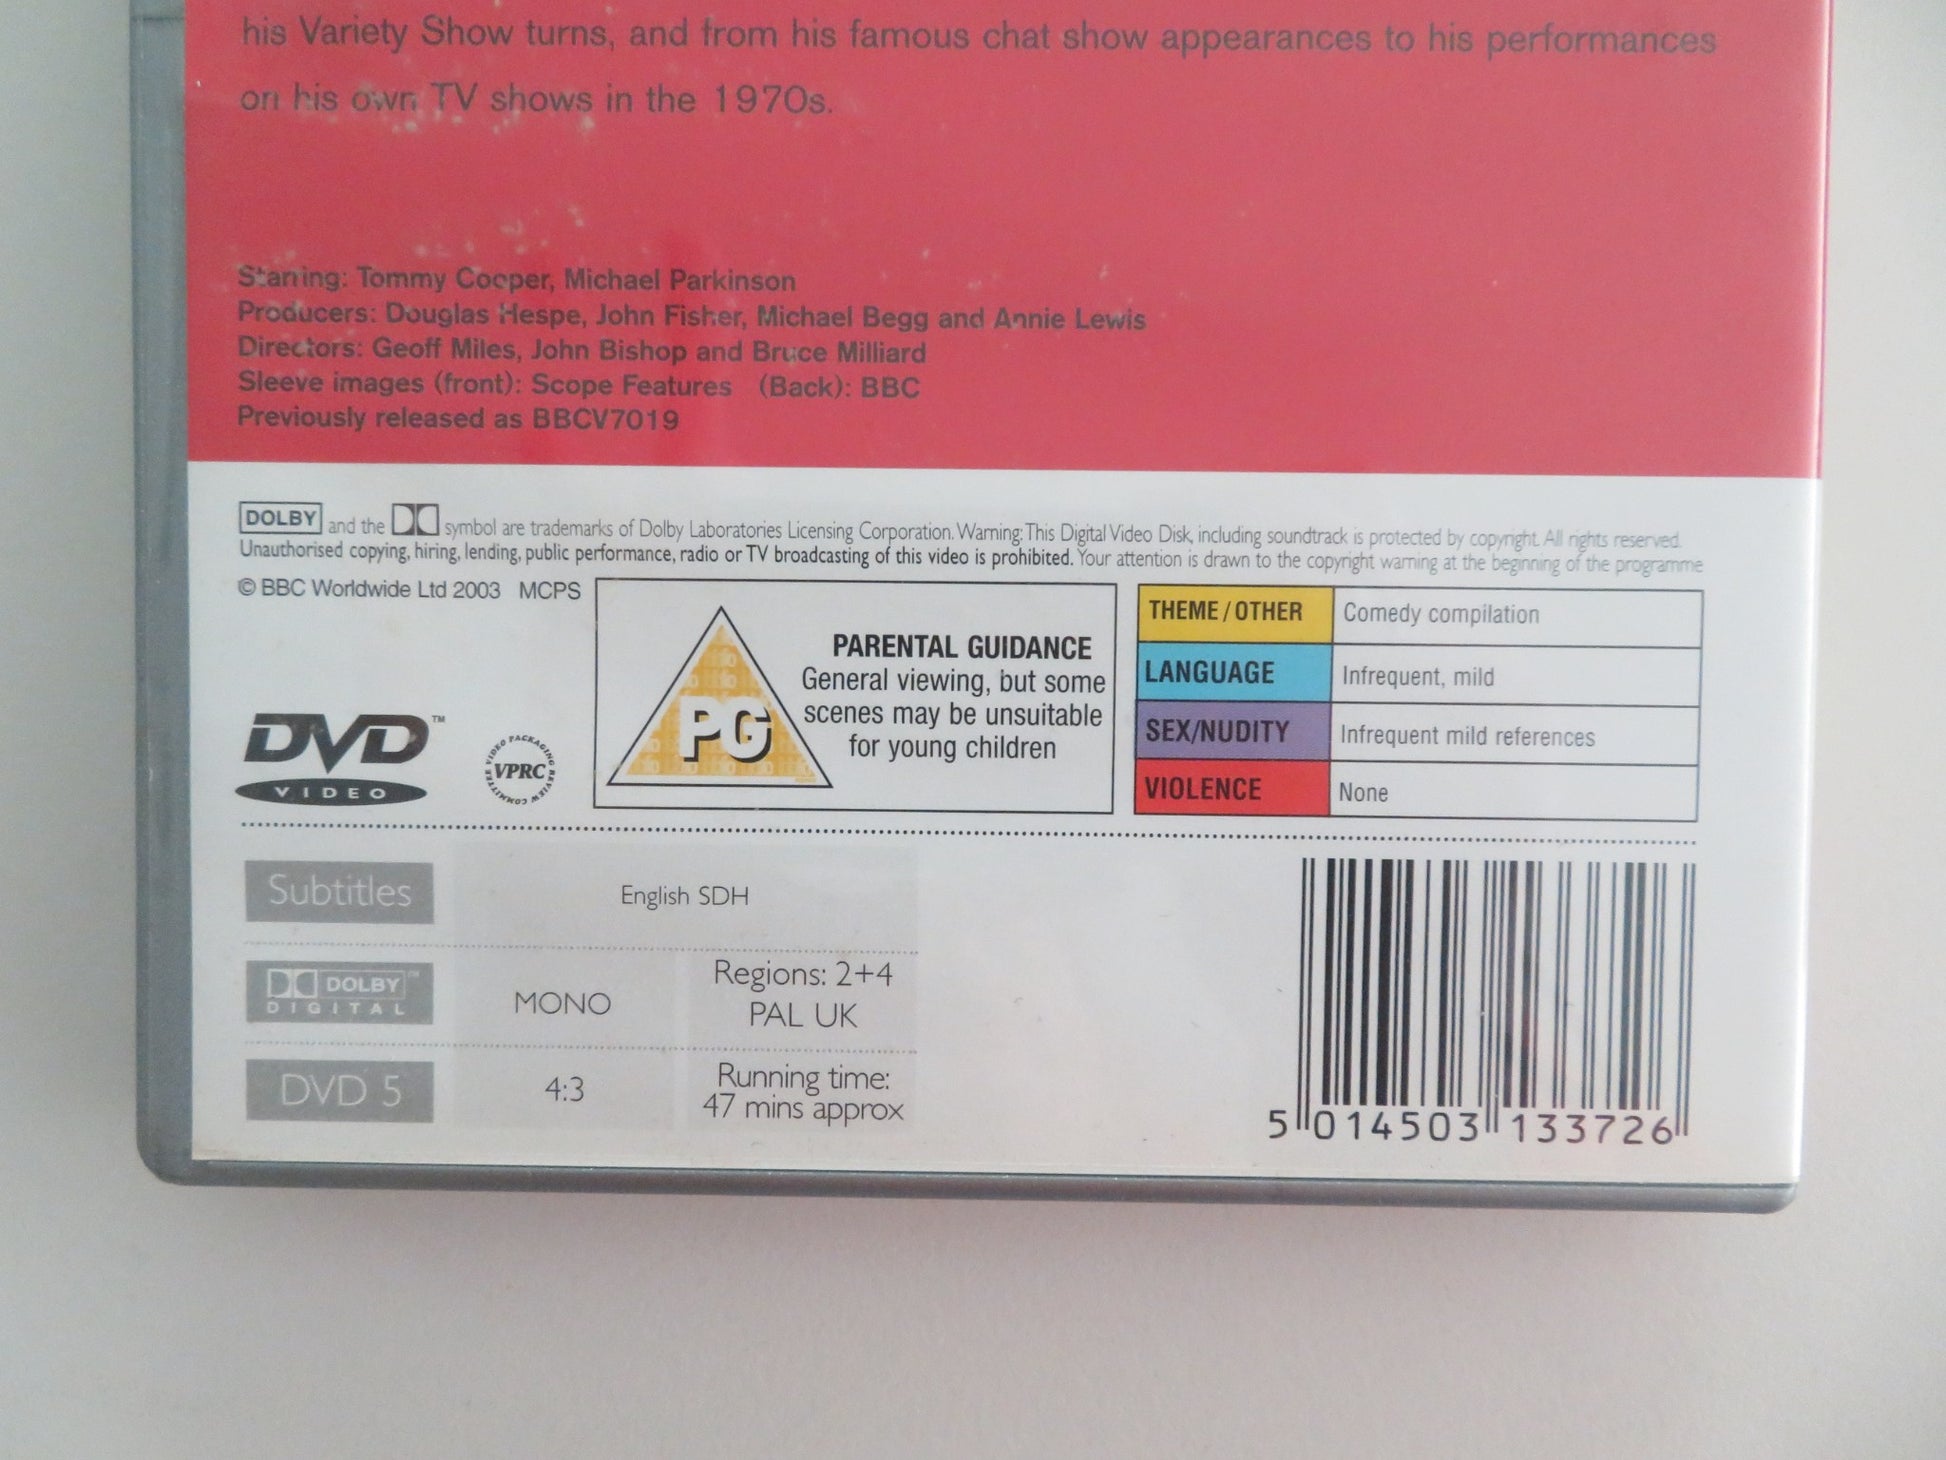 his Variety Show turns, and from his famous chat show appearances to his performances
on his own TV shows in the 1970s.
Starring: Tommy Cooper, Michael Parkinson
Producers: Douglas Hespe, John Fisher, Michael Begg and Annie Lewis
Directors: Geoff Miles, John Bishop and Bruce Milliard
Sleeve images (front): Scope Features (Back): BBC
Previously released as BBCV7019
DOLBY and the symbol are trademarks of Dolby Laboratories Licensing Corporation. Warning: This Digital Video Disk, including soundtrack is protected by copyright. All rights reserved.
Unauthorised copying, hiring, lending, public performance, radio or TV broadcasting of this video is prohibited. Your attention is drawn to the copyright warning at the beginning of the programme
© BBC Worldwide Ltd 2003 MCPS
DVD™
VIDEO
VIDEO PACKAGING REVIEW COMMITTEE
VPRC
PG
PARENTAL GUIDANCE
General viewing, but some
scenes may be unsuitable
for young children
THEME / OTHER Comedy compilation
LANGUAGE Infrequent, mild
SEX/NUDITY Infrequent mild references
VIOLENCE None
Subtitles English SDH
DOLBY™
DIGITAL
MONO
Regions: 2+4
PAL UK
DVD 5
4:3
Running time:
47 mins approx
5 014503 133726